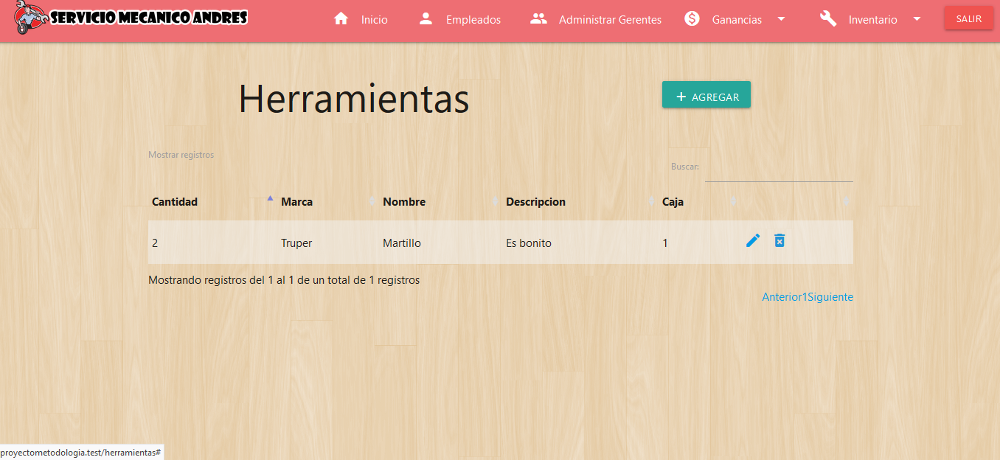 SERVICIO MECANICO ANDRES
Inicio
Empleados
Administrar Gerentes
Ganancias
Inventario
SALIR
Herramientas
AGREGAR
Mostrar registros
Buscar:
Cantidad Marca Nombre Descripcion Caja
2 Truper Martillo Es bonito 1
Mostrando registros del 1 al 1 de un total de 1 registros
Anterior1Siguiente
proyectometodologia.test/herramientas#